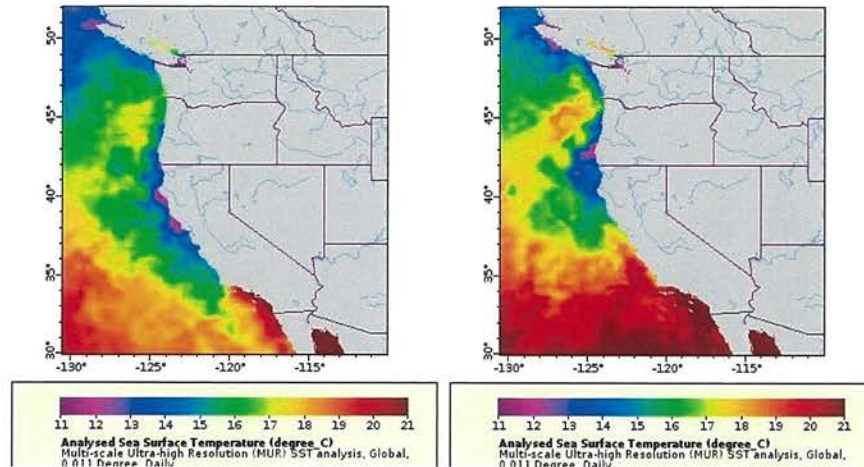 50°
45°
40°
35°
30°
-130° -125° -120° -115°
11 12 13 14 15 16 17 18 19 20 21
Analysed Sea Surface Temperature (degree_C)
Multi-scale Ultra-high Resolution (MUR) SST analysis, Global,
0.011 Degree, Daily
50°
45°
40°
35°
30°
-130° -125° -120° -115°
11 12 13 14 15 16 17 18 19 20 21
Analysed Sea Surface Temperature (degree_C)
Multi-scale Ultra-high Resolution (MUR) SST analysis, Global,
0.011 Degree, Daily